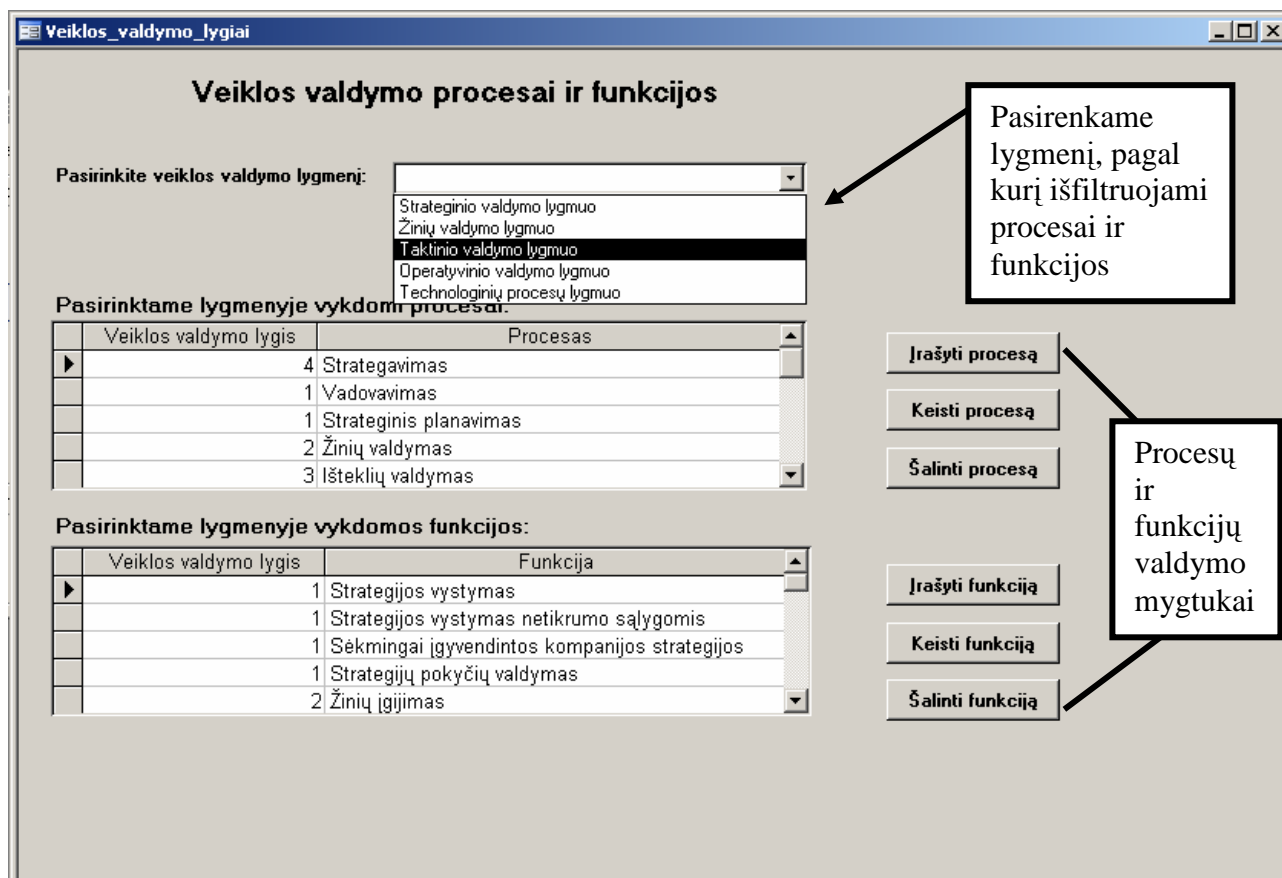 Veiklos_valdymo_lygiai
Veiklos valdymo procesai ir funkcijos
Pasirenkame
lygmenį, pagal
kurį išfiltruojami
procesai ir
funkcijos
Pasirinkite veiklos valdymo lygmenį:
Strateginio valdymo lygmuo
Žinių valdymo lygmuo
Taktinio valdymo lygmuo
Operatyvinio valdymo lygmuo
Technologinių procesų lygmuo
Pasirinktame lygmenyje vykdomi procesai:
Veiklos valdymo lygis Procesas
4 Strategavimas
1 Vadovavimas
1 Strateginis planavimas
2 Žinių valdymas
3 Išteklių valdymas
Įrašyti procesą
Keisti procesą
Šalinti procesą
Procesų
ir
funkcijų
valdymo
mygtukai
Pasirinktame lygmenyje vykdomos funkcijos:
Veiklos valdymo lygis Funkcija
1 Strategijos vystymas
1 Strategijos vystymas netikrumo sąlygomis
1 Sėkmingai įgyvendintos kompanijos strategijos
1 Strategijų pokyčių valdymas
2 Žinių įgijimas
Įrašyti funkciją
Keisti funkciją
Šalinti funkciją